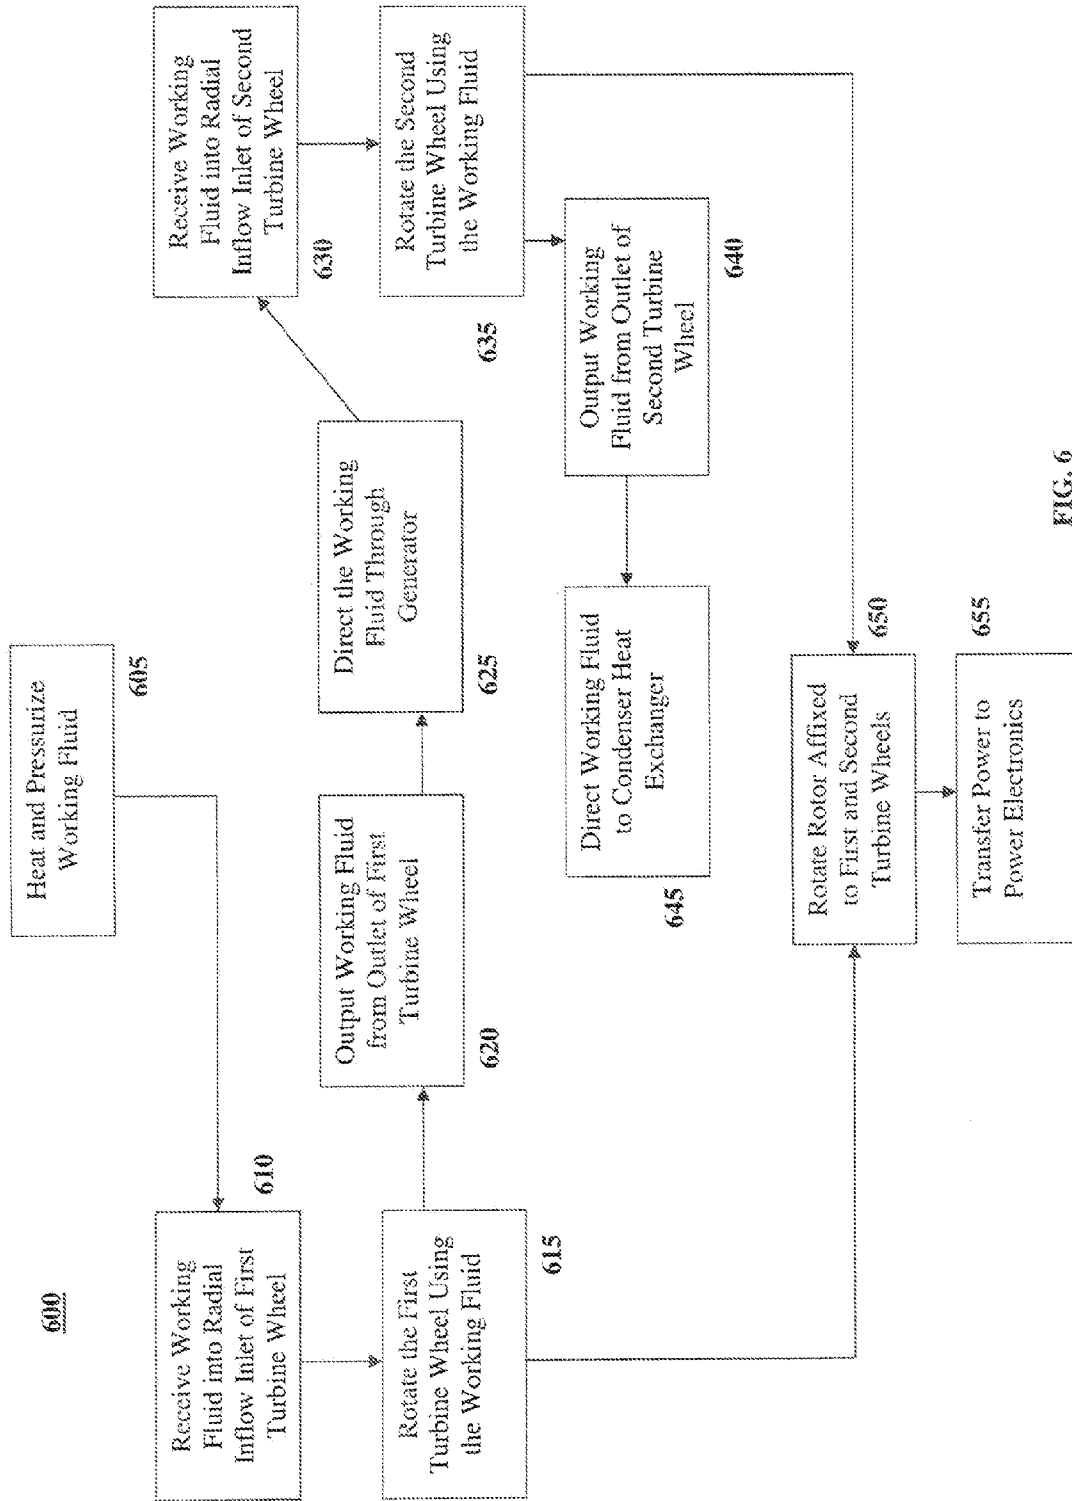 600
Heat and Pressurize
Working Fluid
605
Receive Working
Fluid into Radial
Inflow Inlet of First
Turbine Wheel
610
Rotate the First
Turbine Wheel Using
the Working Fluid
615
Output Working Fluid
from Outlet of First
Turbine Wheel
620
Direct the Working
Fluid Through
Generator
625
Receive Working
Fluid into Radial
Inflow Inlet of Second
Turbine Wheel
630
Rotate the Second
Turbine Wheel Using
the Working Fluid
635
Output Working
Fluid from Outlet of
Second Turbine
Wheel
640
Direct Working Fluid
to Condenser Heat
Exchanger
645
Rotate Rotor Affixed
to First and Second
Turbine Wheels
650
Transfer Power to
Power Electronics
655
FIG. 6